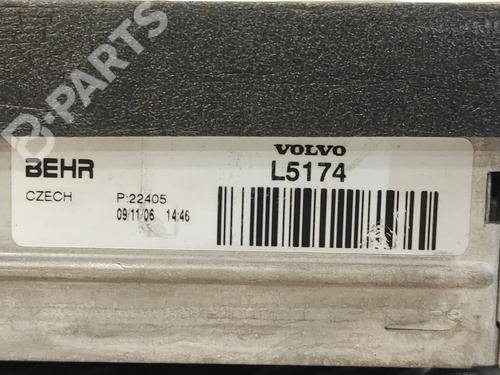 B-PARTS
BEHR
VOLVO
L5174
CZECH
P:22405
09/11/06 14:46